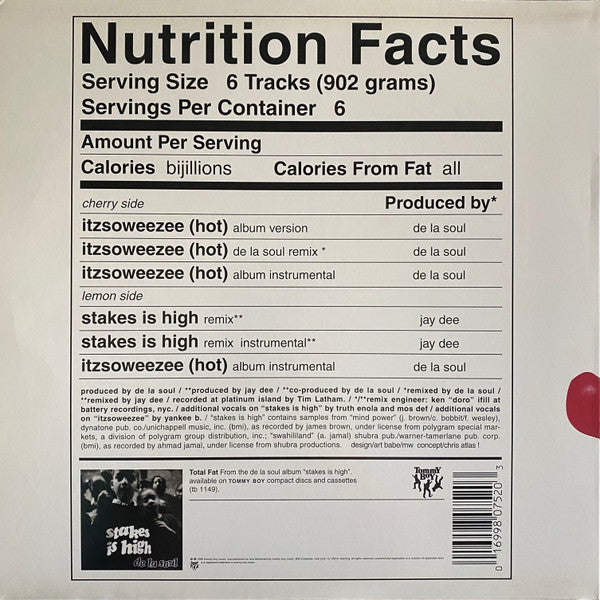 Nutrition Facts
Serving Size 6 Tracks (902 grams)
Servings Per Container 6
Amount Per Serving
Calories bijillions Calories From Fat all
cherry side Produced by*
itzsoweezee (hot) album version de la soul
itzsoweezee (hot) de la soul remix * de la soul
itzsoweezee (hot) album instrumental de la soul
lemon side
stakes is high remix** jay dee
stakes is high remix instrumental** jay dee
itzsoweezee (hot) album instrumental de la soul
produced by de la soul / **produced by jay dee / **co-produced by de la soul / *remixed by de la soul /
**remixed by jay dee / recorded at platinum island by Tim Latham. / */**remix engineer: ken "doro" ifill at
battery recordings, nyc. / additional vocals on "stakes is high" by truth enola and mos def / additional vocals
on "itzsoweezee" by yankee b. / "stakes is high" contains samples from "mind power" (j. brown/c. bobbit/f. wesley),
dynatone pub. co/unichappell music, inc. (bmi), as recorded by james brown, under license from polygram special mar-
kets, a division of polygram group distribution, inc.; "swahililand" (a. jamal) shubra pub/warner-tamerlane pub. corp.
(bmi), as recorded by ahmad jamal, under license from shubra productions. design/art babe/mw concept/chris atlas !
Total Fat From the de la soul album "stakes is high".
available on TOMMY BOY compact discs and cassettes
(tb 1149).
Tommy Boy
stakes
is high
de la soul
0 16998 07520 3